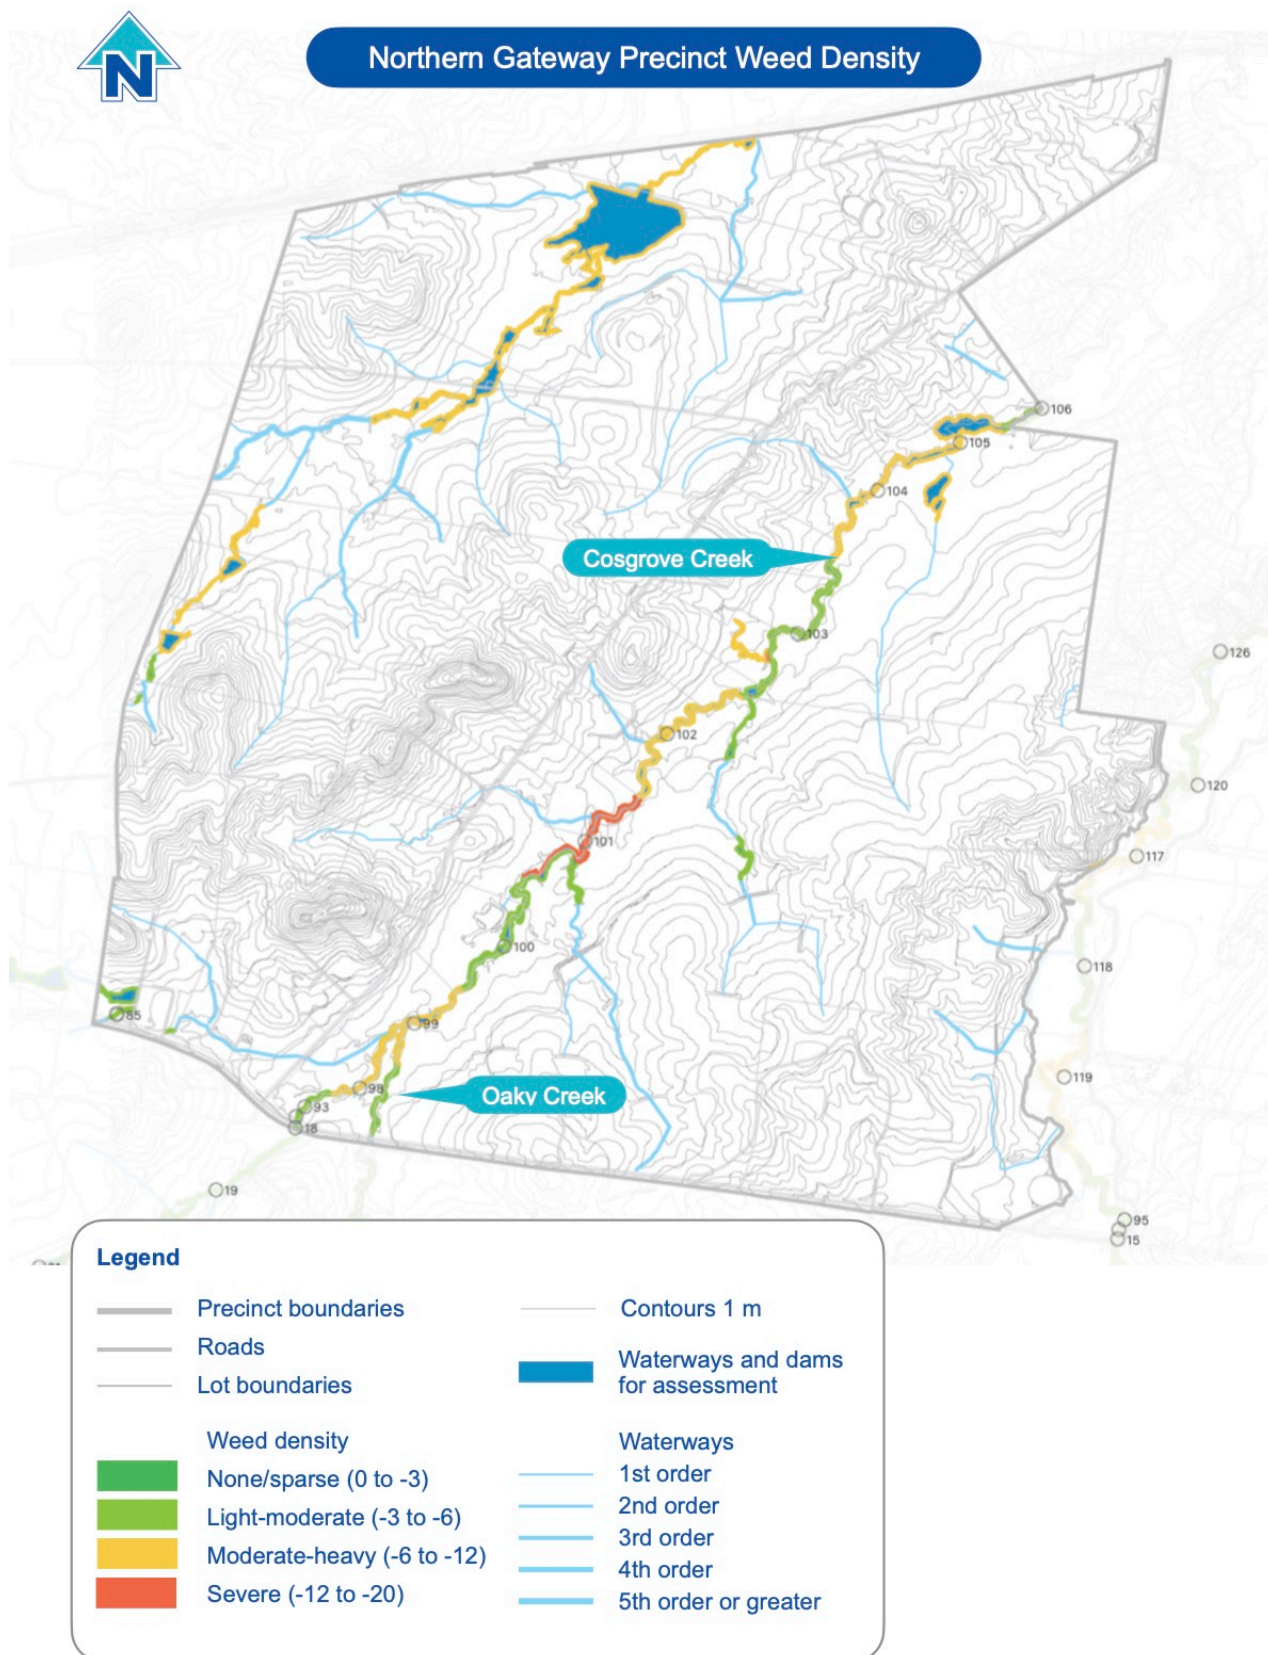 N
Northern Gateway Precinct Weed Density
106
105
104
Cosgrove Creek
103
126
102
120
101
117
100
118
85
99
119
98
Oaky Creek
93
18
19
95
15
Legend
Precinct boundaries
Roads
Lot boundaries
Weed density
None/sparse (0 to -3)
Light-moderate (-3 to -6)
Moderate-heavy (-6 to -12)
Severe (-12 to -20)
Contours 1 m
Waterways and dams
for assessment
Waterways
1st order
2nd order
3rd order
4th order
5th order or greater